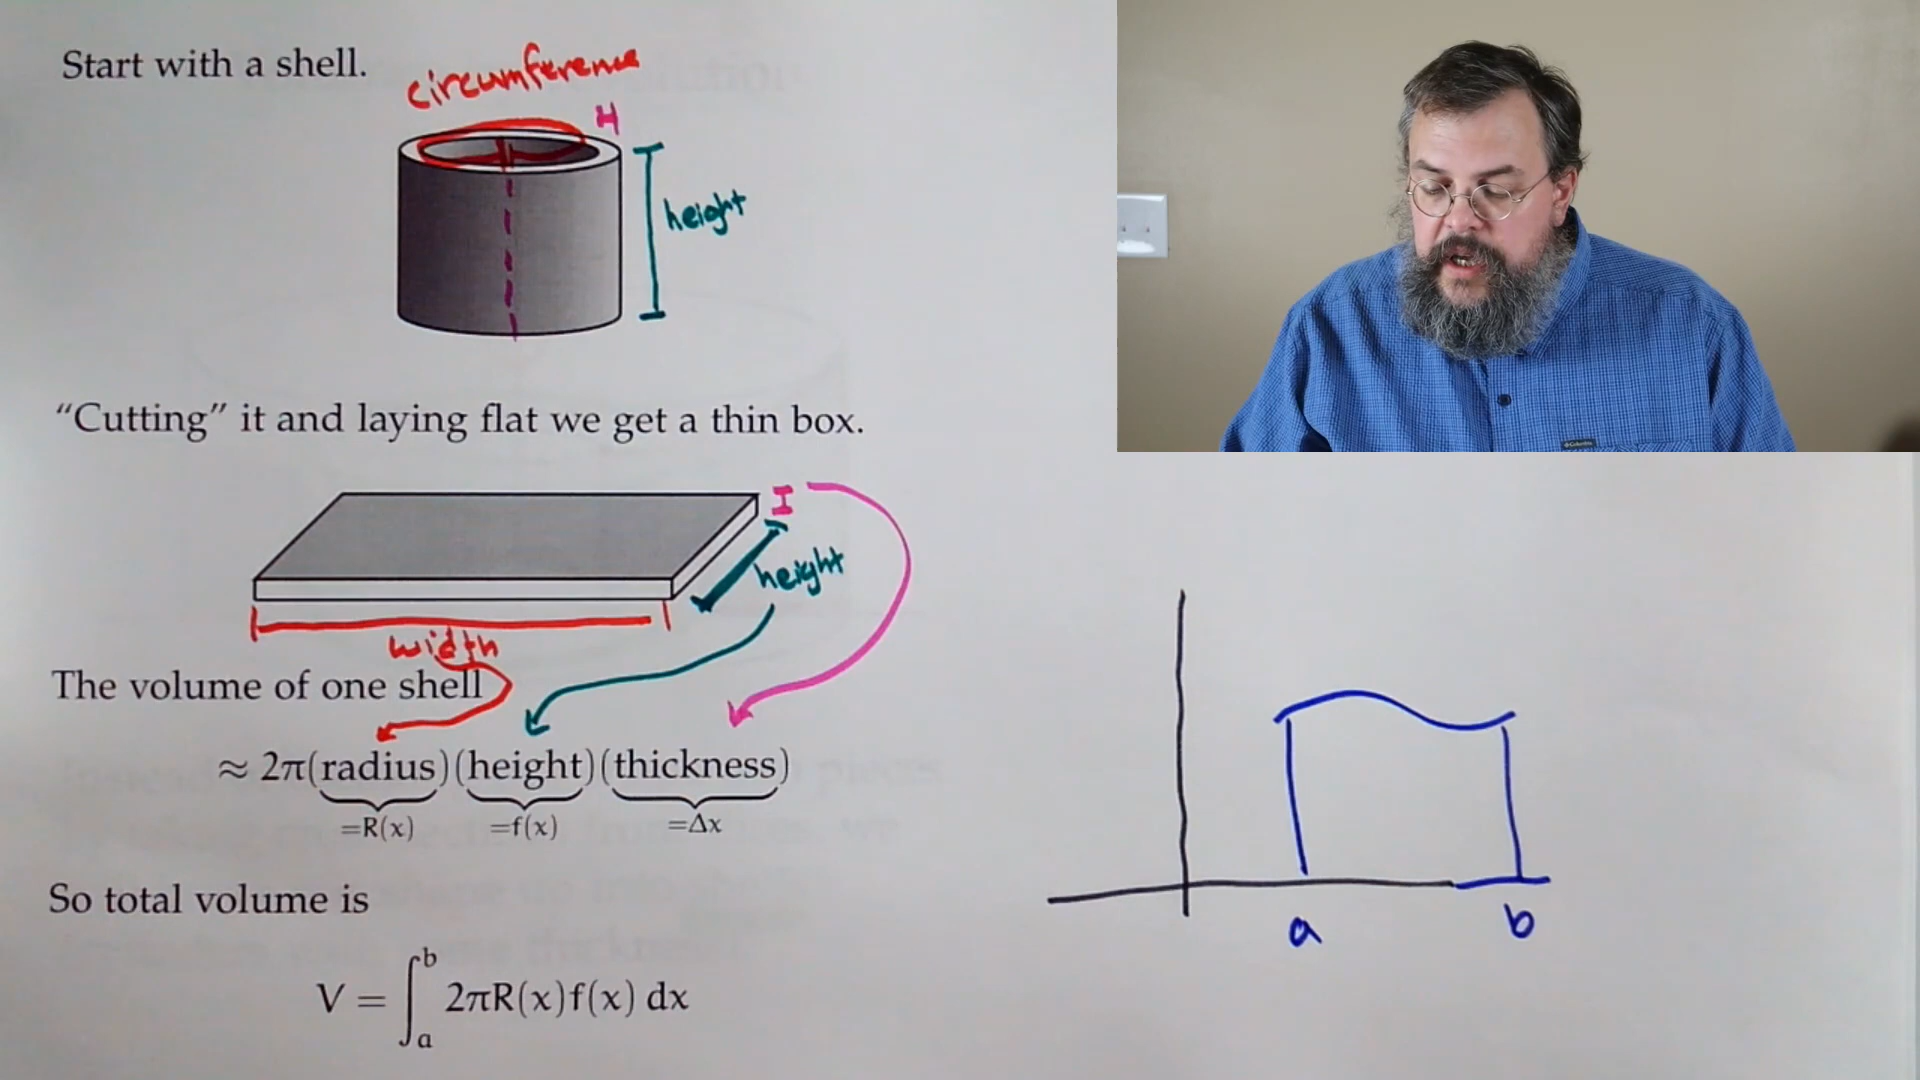 Start with a shell.
circumference
H
height
“Cutting” it and laying flat we get a thin box.
I
height
width
The volume of one shell
≈ 2π(radius)(height)(thickness)
=R(x) =f(x) =Δx
So total volume is
V = ∫_a^b 2πR(x)f(x) dx
a b